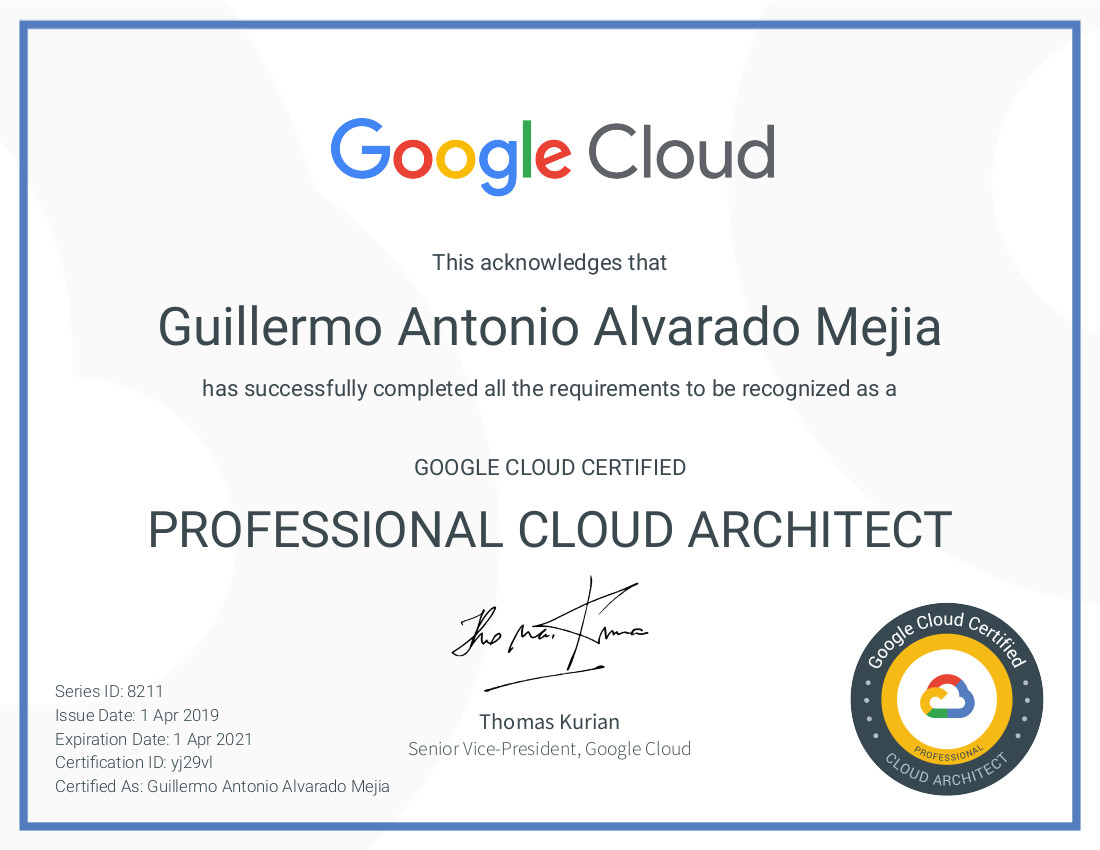 Google Cloud
This acknowledges that
Guillermo Antonio Alvarado Mejia
has successfully completed all the requirements to be recognized as a
GOOGLE CLOUD CERTIFIED
PROFESSIONAL CLOUD ARCHITECT
Thomas Kurian
Thomas Kurian
Senior Vice-President, Google Cloud
Series ID: 8211
Issue Date: 1 Apr 2019
Expiration Date: 1 Apr 2021
Certification ID: yj29vl
Certified As: Guillermo Antonio Alvarado Mejia
Google Cloud Certified
PROFESSIONAL
CLOUD ARCHITECT